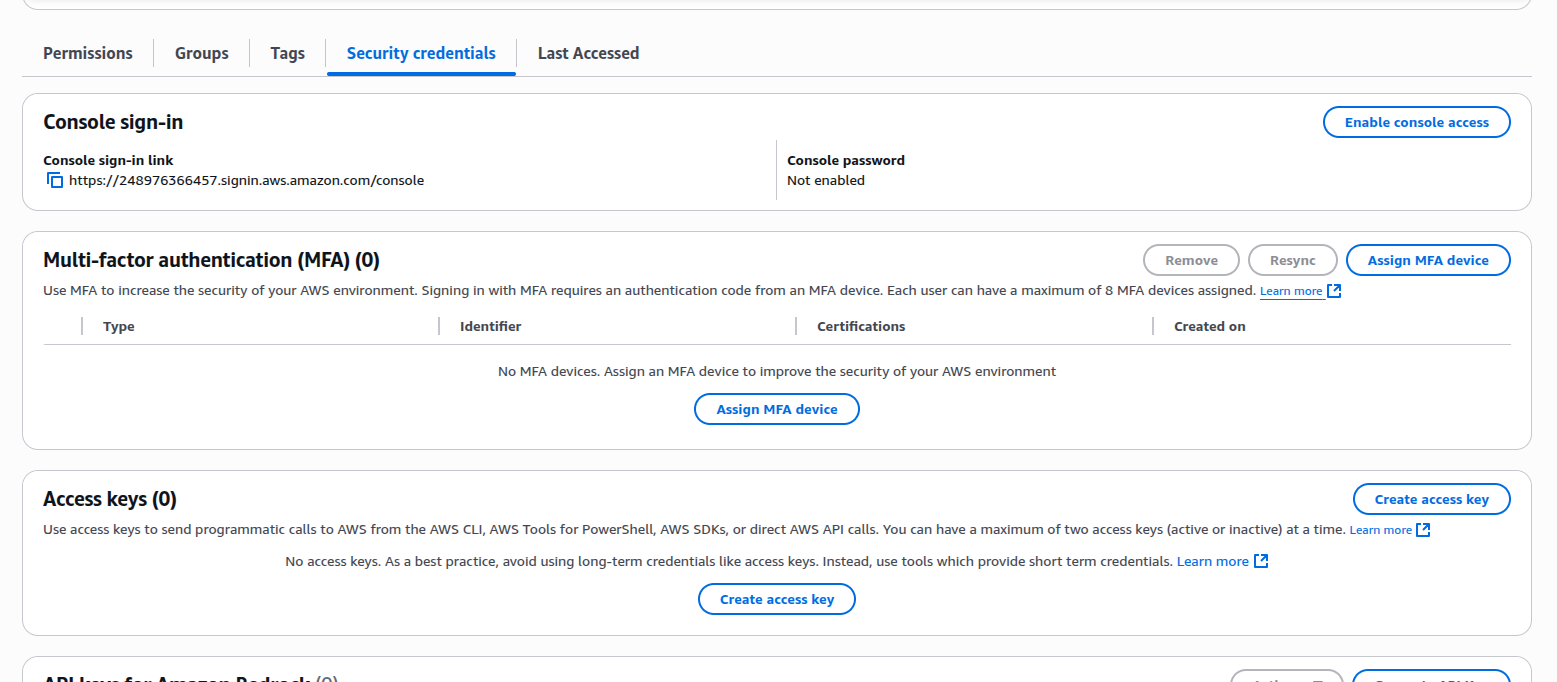 Permissions Groups Tags Security credentials Last Accessed
Console sign-in Enable console access
Console sign-in link Console password
https://248976366457.signin.aws.amazon.com/console Not enabled
Multi-factor authentication (MFA) (0) Remove Resync Assign MFA device
Use MFA to increase the security of your AWS environment. Signing in with MFA requires an authentication code from an MFA device. Each user can have a maximum of 8 MFA devices assigned. Learn more
Type Identifier Certifications Created on
No MFA devices. Assign an MFA device to improve the security of your AWS environment
Assign MFA device
Access keys (0) Create access key
Use access keys to send programmatic calls to AWS from the AWS CLI, AWS Tools for PowerShell, AWS SDKs, or direct AWS API calls. You can have a maximum of two access keys (active or inactive) at a time. Learn more
No access keys. As a best practice, avoid using long-term credentials like access keys. Instead, use tools which provide short term credentials. Learn more
Create access key
API keys for Amazon Bedrock (0)